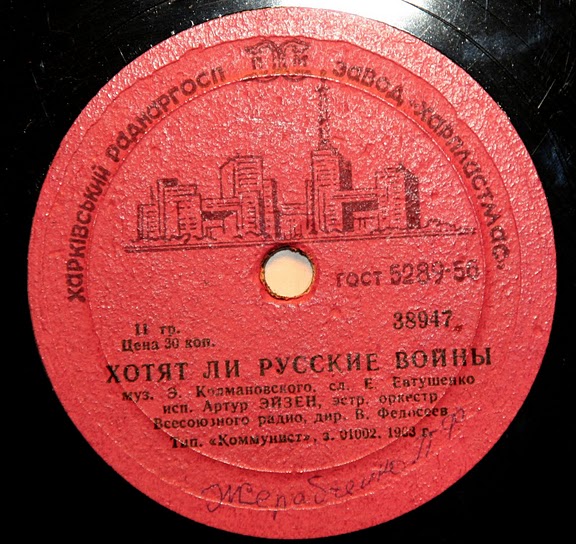 Харківський раднаргосп завод „Харпластмас"
гост 5289-56
II гр. 38947
Цена 30 коп.
ХОТЯТ ЛИ РУССКИЕ ВОЙНЫ
муз. Э. Колмановского, сл. Е. Евтушенко
исп. Артур ЭЙЗЕН, эстр. оркестр
Всесоюзного радио, дир. В. Федосеев
Тип. «Коммунист», з. 01002. 1963 г.